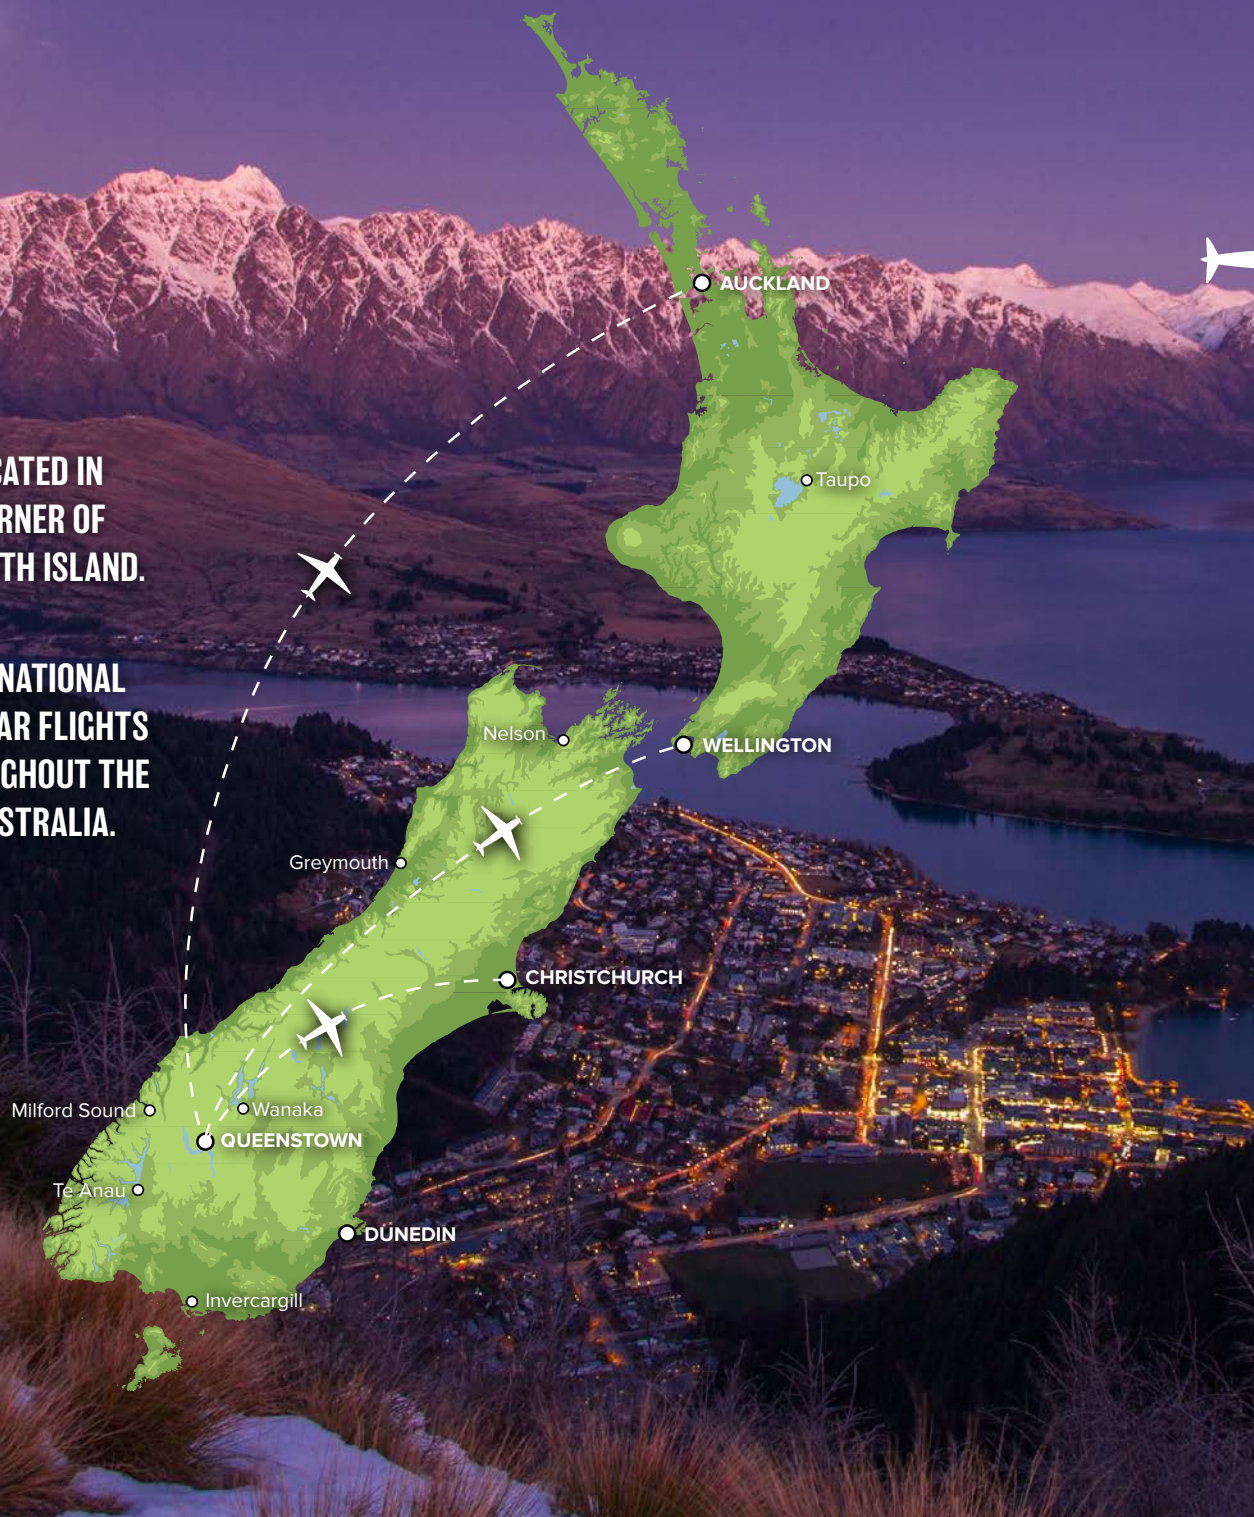 AUCKLAND
Taupo
CATED IN
RNER OF
TH ISLAND.
NATIONAL
AR FLIGHTS
GHOUT THE
STRALIA.
Nelson
WELLINGTON
Greymouth
CHRISTCHURCH
Milford Sound
Wanaka
QUEENSTOWN
Te Anau
DUNEDIN
Invercargill